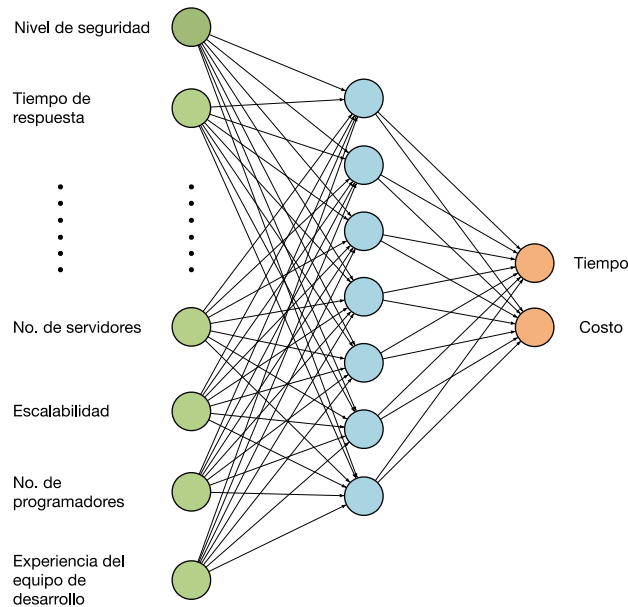 Nivel de seguridad
Tiempo de
respuesta
No. de servidores
Escalabilidad
No. de
programadores
Experiencia del
equipo de
desarrollo
Tiempo
Costo